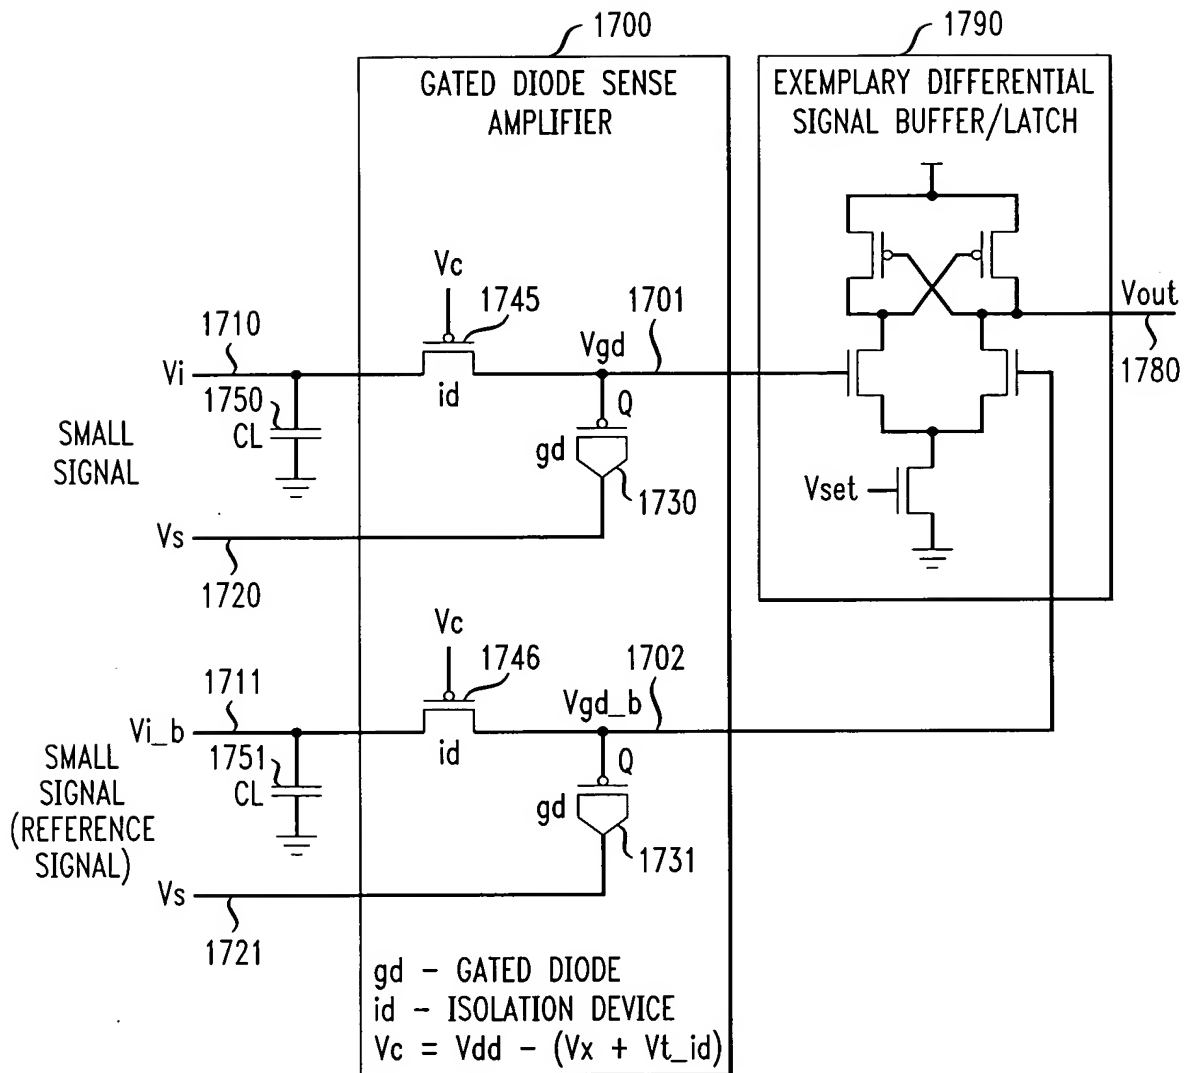 1700
1790
GATED DIODE SENSE
AMPLIFIER
EXEMPLARY DIFFERENTIAL
SIGNAL BUFFER/LATCH
Vc
1745
1701
1710
Vgd
Vout
Vi
1780
1750
CL
id
Q
gd
SMALL
SIGNAL
1730
Vset
Vs
1720
Vc
1746
1702
1711
Vgd_b
Vi_b
1751
CL
id
Q
gd
SMALL
SIGNAL
(REFERENCE
SIGNAL)
1731
Vs
1721
gd – GATED DIODE
id – ISOLATION DEVICE
Vc = Vdd – (Vx + Vt_id)